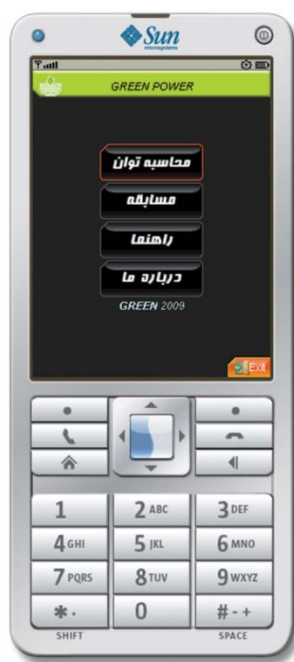 Sun
microsystems
GREEN POWER
محاسبه توان
مسابقه
راهنما
درباره ما
GREEN 2009
Exit
1
2 ABC
3 DEF
4 GHI
5 JKL
6 MNO
7 PQRS
8 TUV
9 WXYZ
* .
0
# - +
SHIFT
SPACE